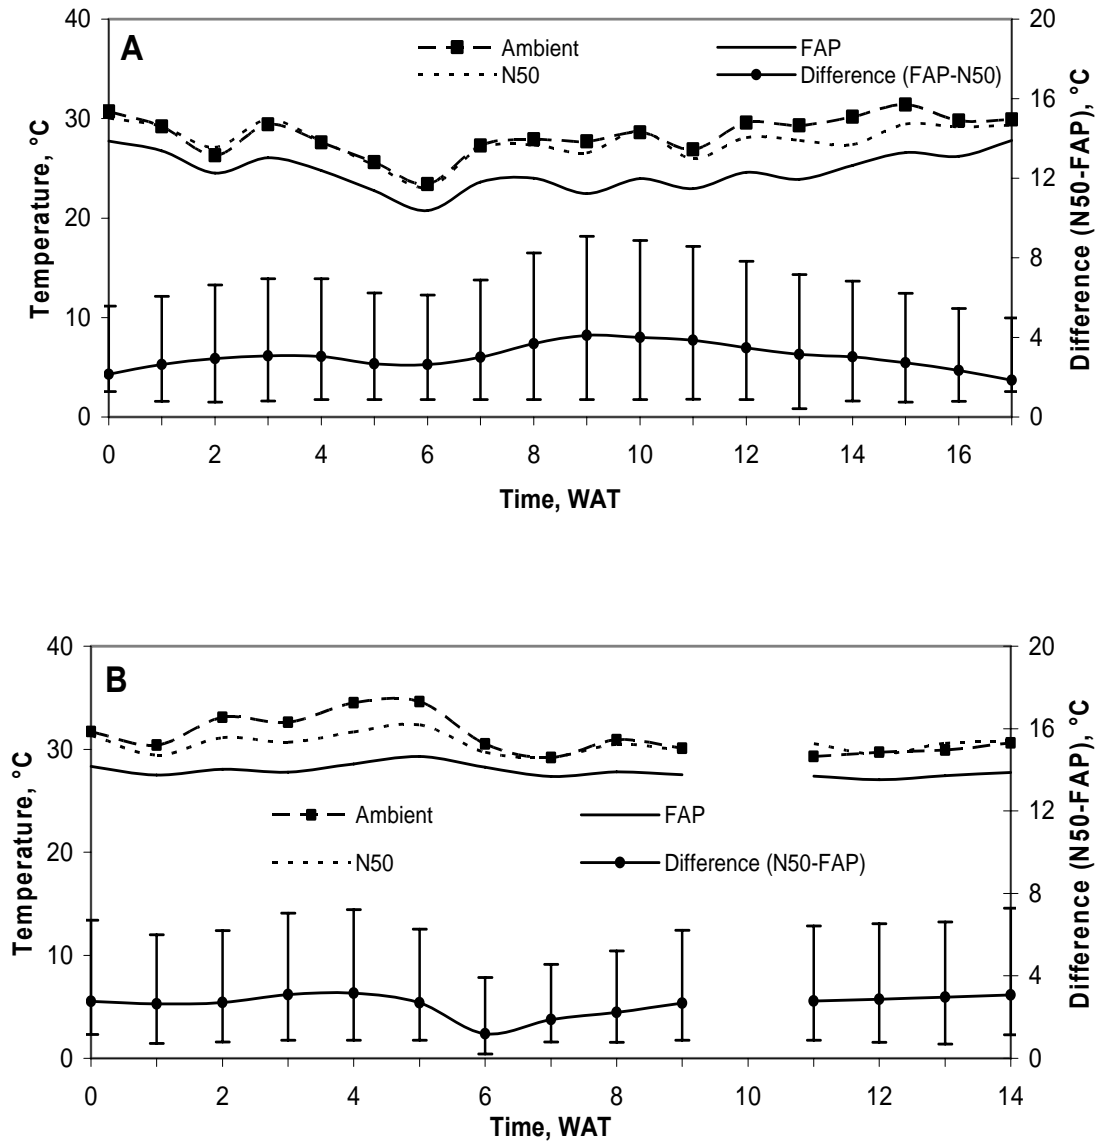 A
Ambient
FAP
N50
Difference (FAP-N50)
40
30
20
10
0
20
16
12
8
4
0
Temperature, °C
Difference (N50-FAP), °C
0 2 4 6 8 10 12 14 16
Time, WAT
B
Ambient
FAP
N50
Difference (N50-FAP)
40
30
20
10
0
20
16
12
8
4
0
Temperature, °C
Difference (N50-FAP), °C
0 2 4 6 8 10 12 14
Time, WAT